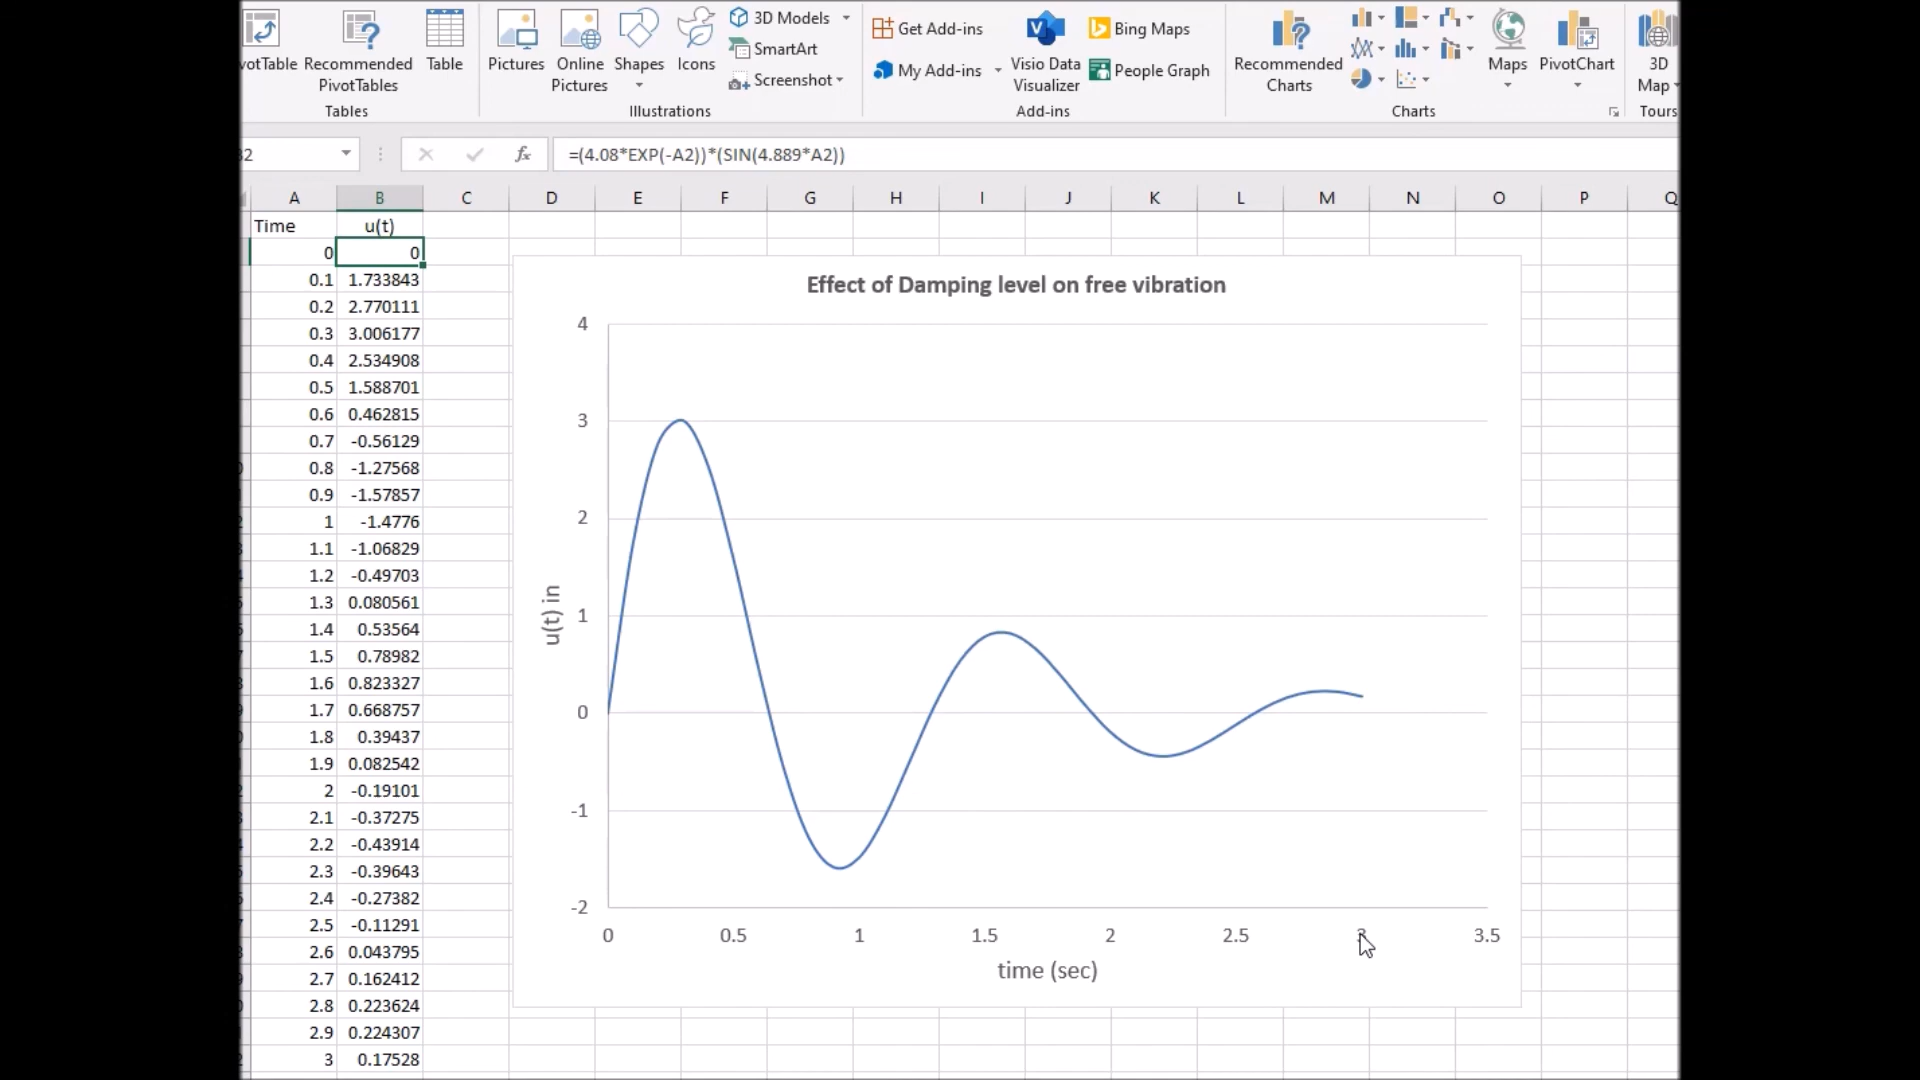 votTable
Recommended PivotTables
Table
Tables
Pictures
Online Pictures
Shapes
Icons
3D Models
SmartArt
Screenshot
Illustrations
Get Add-ins
My Add-ins
Visio Data Visualizer
Bing Maps
People Graph
Add-ins
Recommended Charts
Maps
PivotChart
Charts
3D Map
Tours
32
fx
=(4.08*EXP(-A2))*(SIN(4.889*A2))
A B C D E F G H I J K L M N O P Q
Time u(t)
0 0
0.1 1.733843
0.2 2.770111
0.3 3.006177
0.4 2.534908
0.5 1.588701
0.6 0.462815
0.7 -0.56129
0.8 -1.27568
0.9 -1.57857
1 -1.4776
1.1 -1.06829
1.2 -0.49703
1.3 0.080561
1.4 0.53564
1.5 0.78982
1.6 0.823327
1.7 0.668757
1.8 0.39437
1.9 0.082542
2 -0.19101
2.1 -0.37275
2.2 -0.43914
2.3 -0.39643
2.4 -0.27382
2.5 -0.11291
2.6 0.043795
2.7 0.162412
2.8 0.223624
2.9 0.224307
3 0.17528
Effect of Damping level on free vibration
4
3
2
1
0
-1
-2
u(t) in
0 0.5 1 1.5 2 2.5 3 3.5
time (sec)